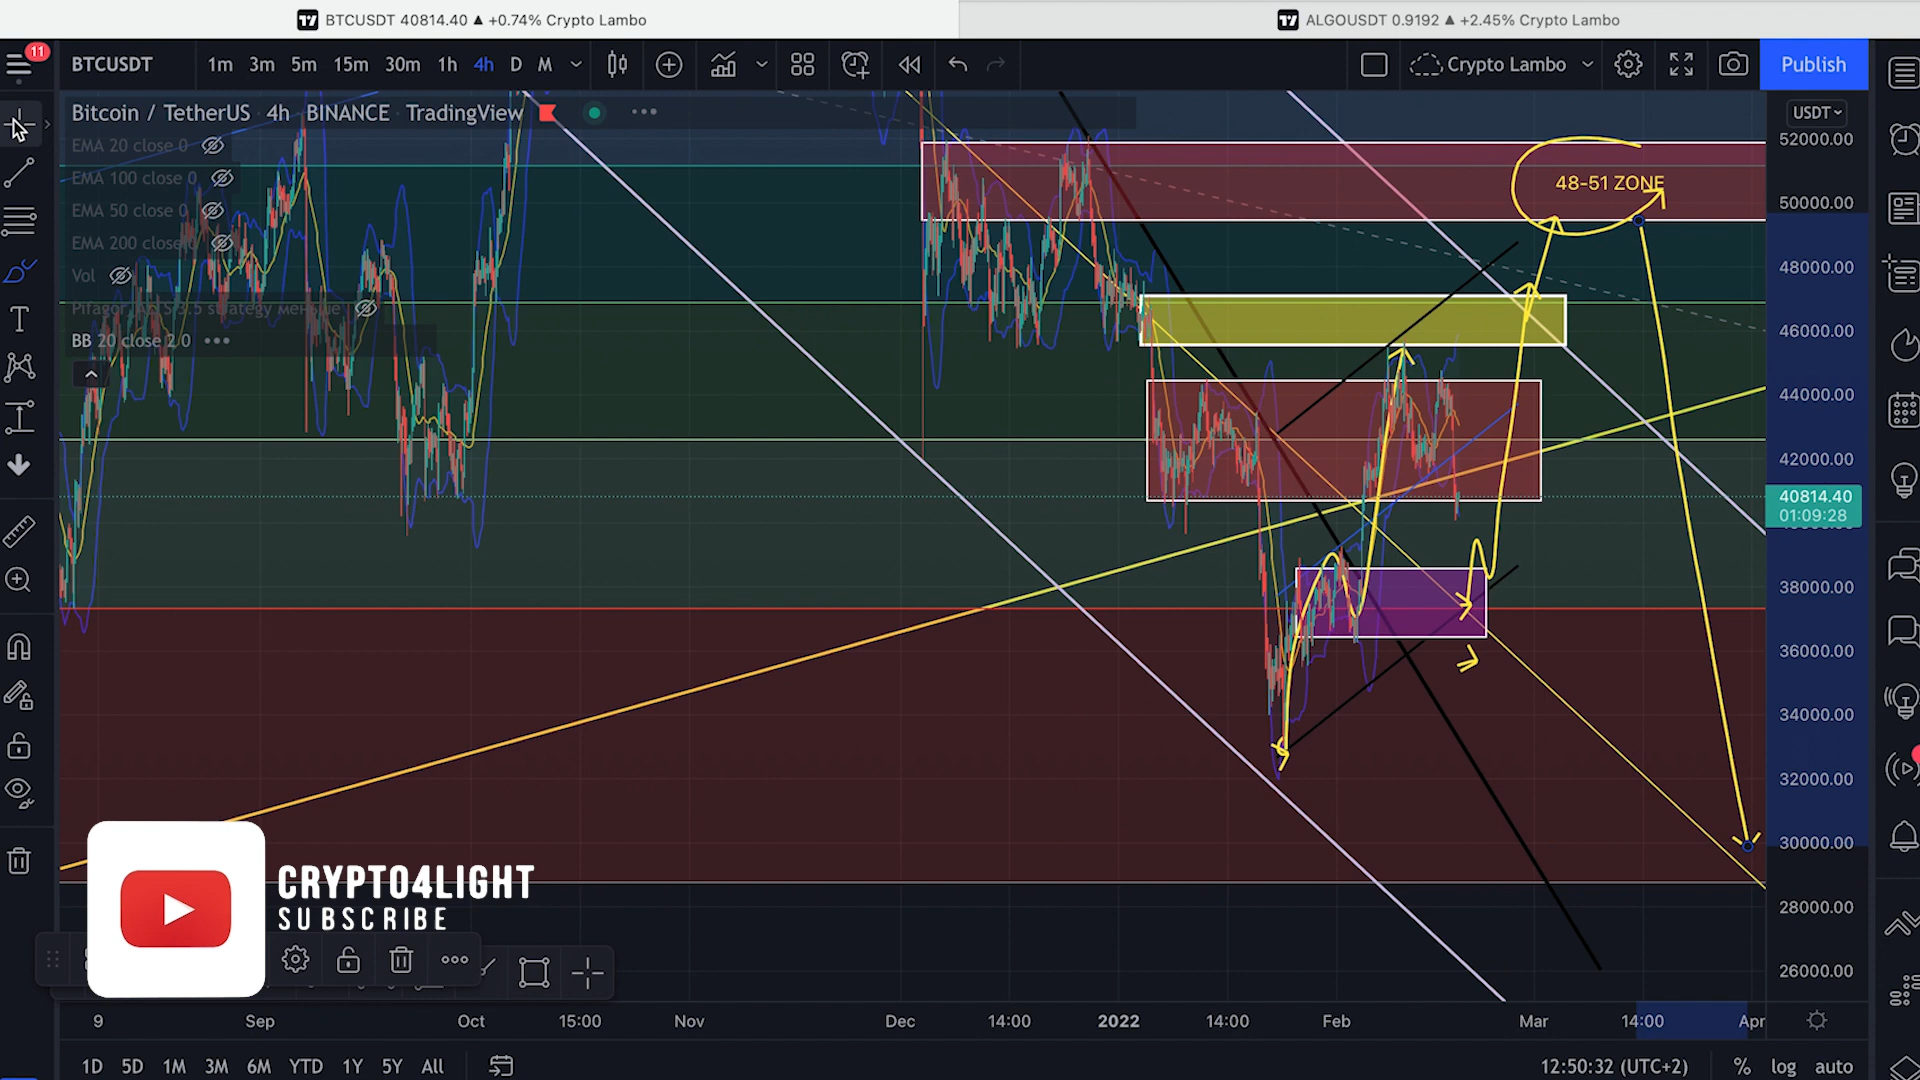 BTCUSDT 40814.40 ▲ +0.74% Crypto Lambo
ALGOUSDT 0.9192 ▲ +2.45% Crypto Lambo
11
BTCUSDT 1m 3m 5m 15m 30m 1h 4h D M
Crypto Lambo
Publish
Bitcoin / TetherUS 4h BINANCE TradingView
USDT
EMA 20 close 0
EMA 100 close 0
EMA 50 close 0
EMA 200 close 0
Vol
strategy
BB 20 close 2 0
48-51 ZONE
52000.00
50000.00
48000.00
46000.00
44000.00
42000.00
40814.40
01:09:28
38000.00
36000.00
34000.00
32000.00
30000.00
28000.00
26000.00
CRYPTO4LIGHT
SUBSCRIBE
9 Sep Oct 15:00 Nov Dec 14:00 2022 14:00 Feb Mar 14:00 Apr
1D 5D 1M 3M 6M YTD 1Y 5Y All
12:50:32 (UTC+2) % log auto